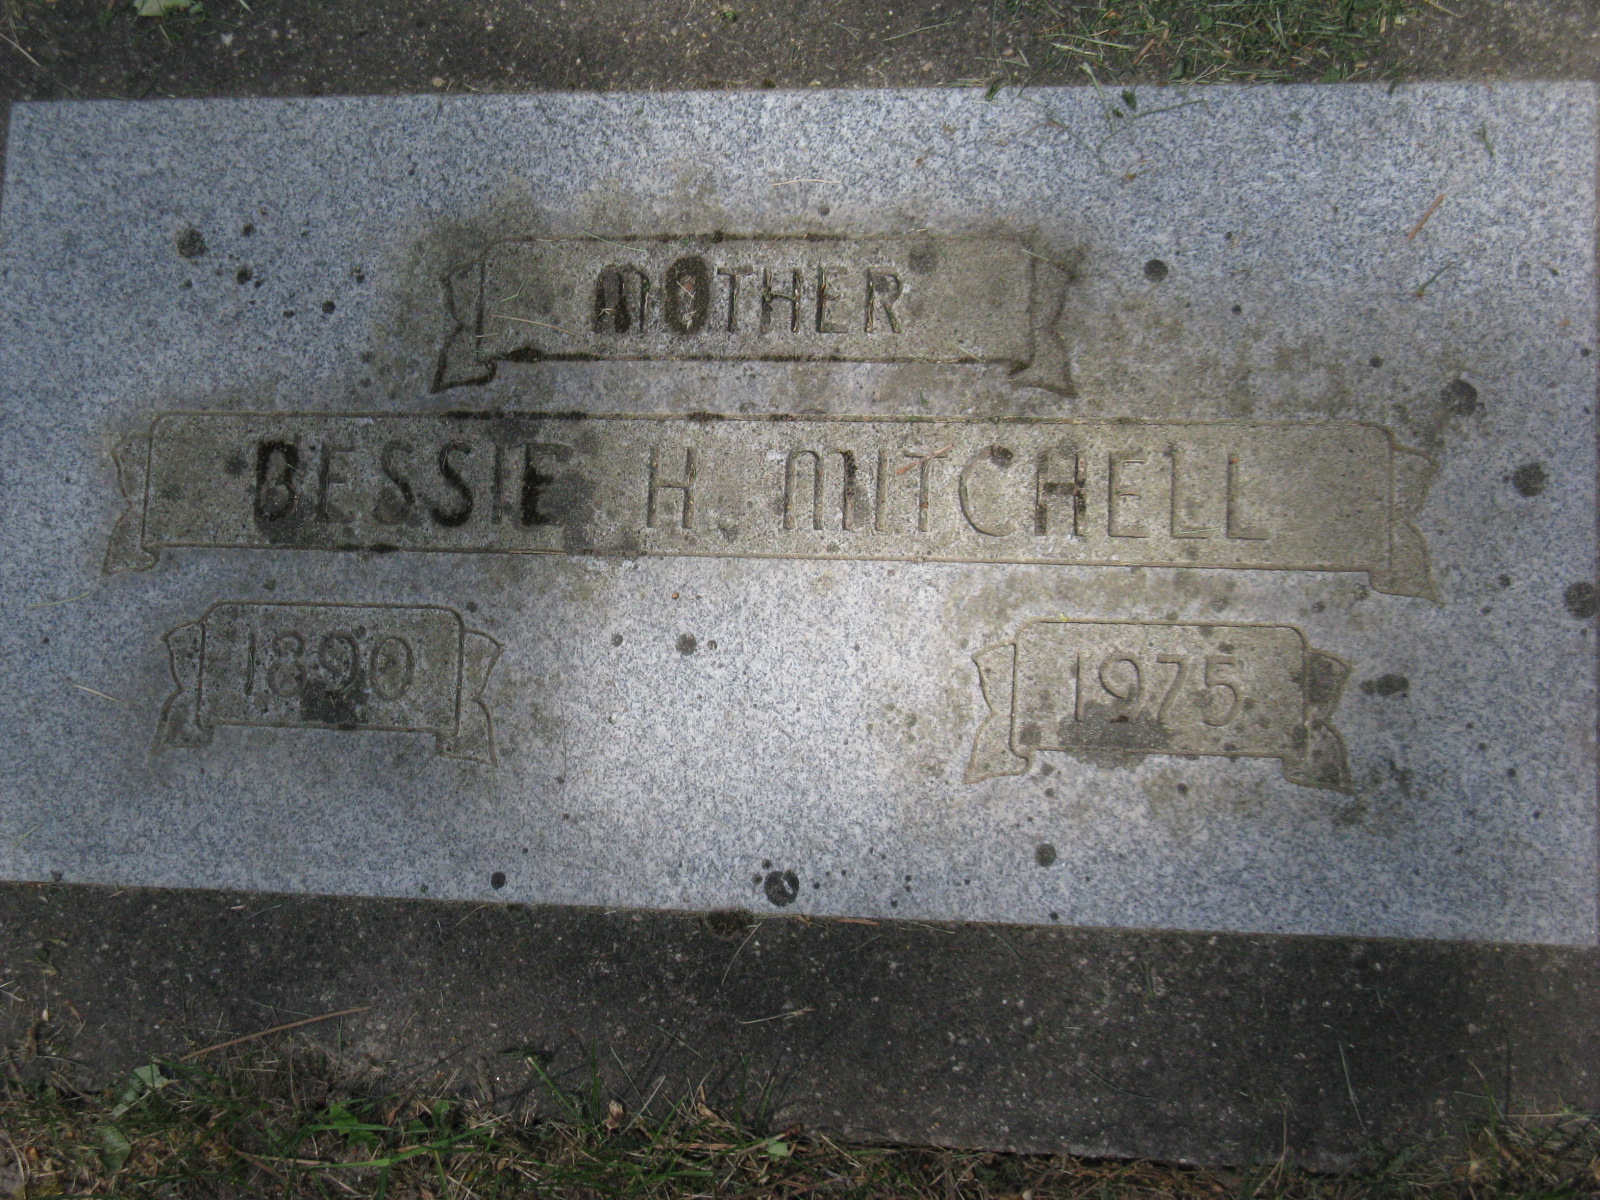 MOTHER
BESSIE H. MITCHELL
1890 1975